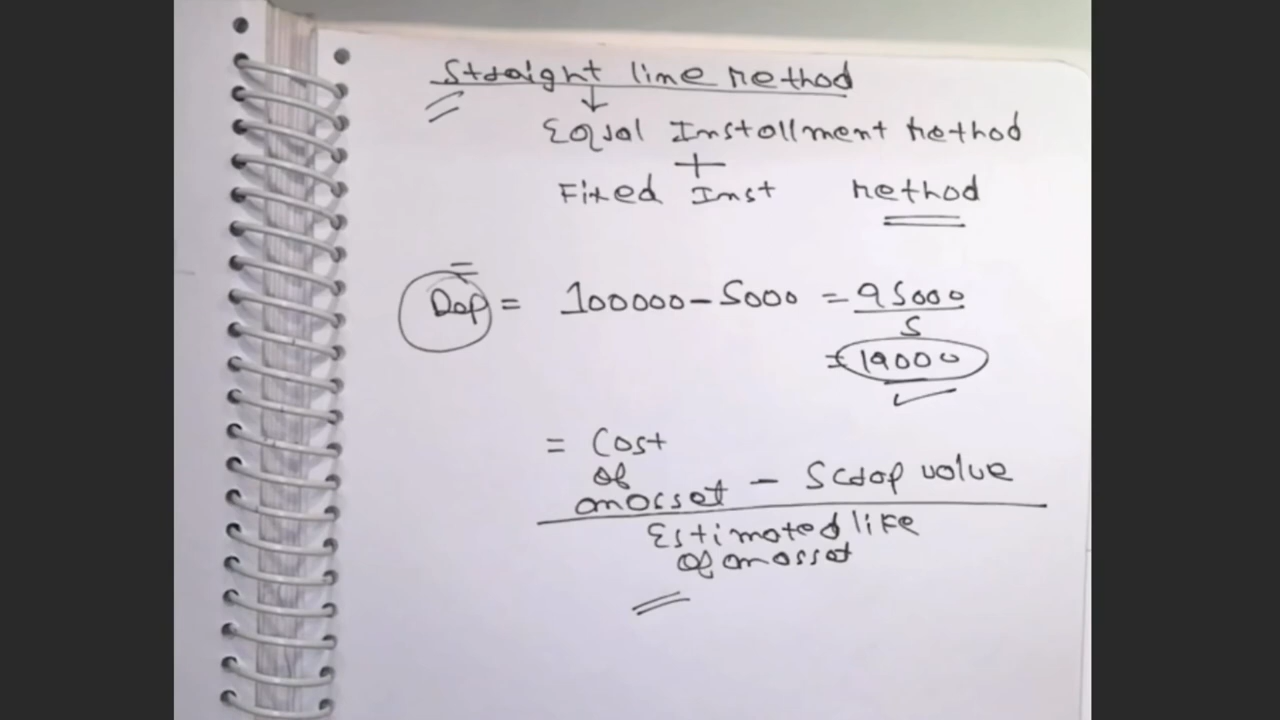 Straight line Method
Equal Installment Method
+
Fixed Inst Method
Dep = 100000 - 5000 = 95000
5
= 19000
= Cost
of
an asset - Scrap value
Estimated like
of an asset